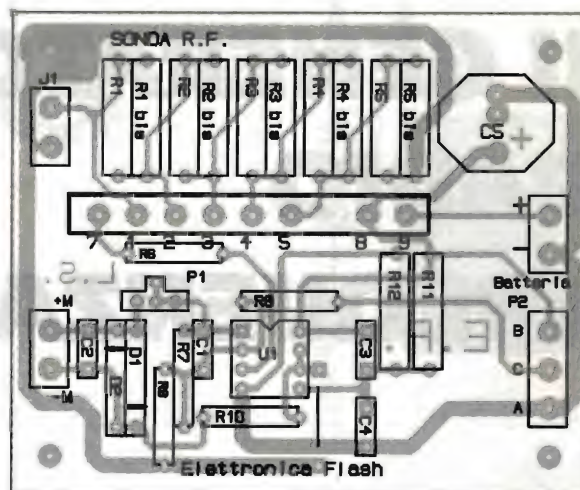 SONDA R.F.
J1
R1 R1 bis R2 R2 bis R3 R3 bis R4 R4 bis R5 R5 bis
C5
+
7 1 2 3 4 5 8 9
+
-
Batteria
R6
P1
R12 R11
P2
+M
-M
C2 D1 D2 R7 C1 U1 C3
B
C
A
R10
C4
Elettronica Flash